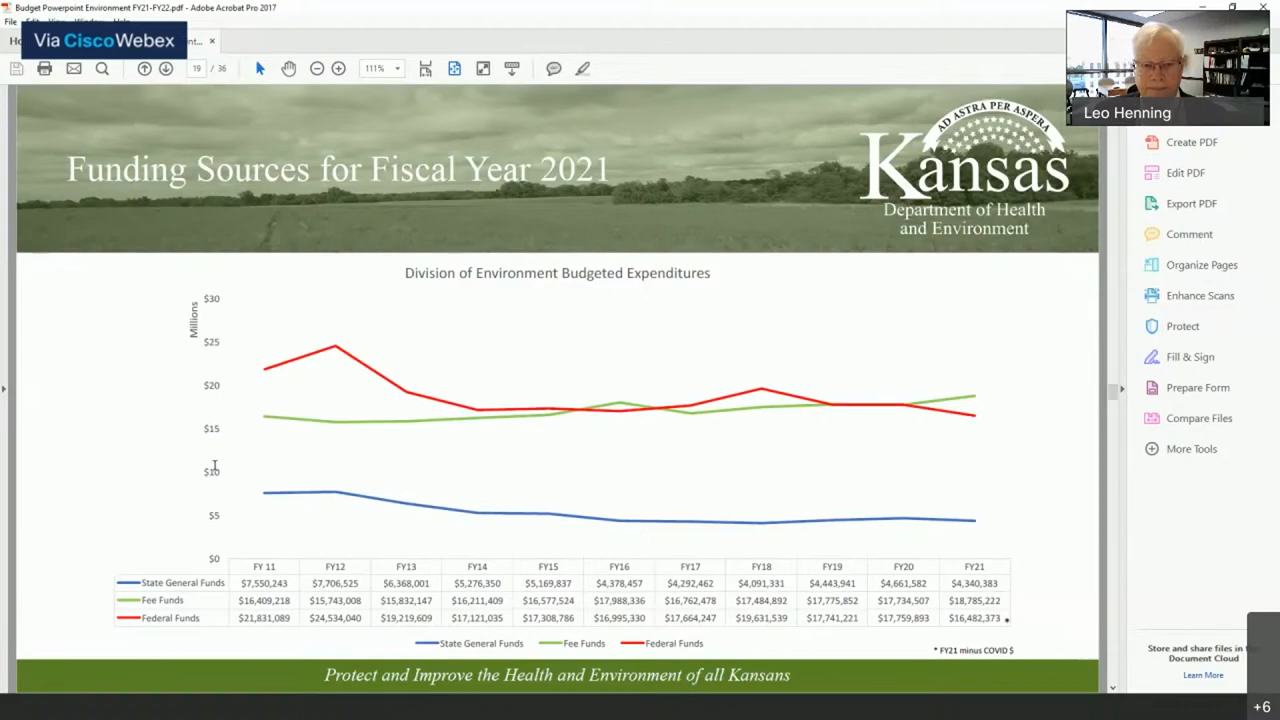 Budget Powerpoint Environment FY21-FY22.pdf - Adobe Acrobat Pro 2017
File Edit View Window Help
Via CiscoWebex
Ho
nt...
19 / 36
111%
Leo Henning
Funding Sources for Fiscal Year 2021
AD ASTRA PER ASPERA
Kansas
Department of Health
and Environment
Create PDF
Edit PDF
Export PDF
Comment
Organize Pages
Enhance Scans
Protect
Fill & Sign
Prepare Form
Compare Files
More Tools
Division of Environment Budgeted Expenditures
Millions
$30
$25
$20
$15
$10
$5
$0
FY 11 FY12 FY13 FY14 FY15 FY16 FY17 FY18 FY19 FY20 FY21
State General Funds $7,550,243 $7,706,525 $6,368,001 $5,276,350 $5,169,837 $4,378,457 $4,292,462 $4,091,331 $4,443,941 $4,661,582 $4,340,383
Fee Funds $16,409,218 $15,743,008 $15,832,147 $16,211,409 $16,577,524 $17,988,336 $16,762,478 $17,484,892 $17,775,852 $17,734,507 $18,785,222
Federal Funds $21,831,089 $24,534,040 $19,219,609 $17,121,035 $17,308,786 $16,995,330 $17,664,247 $19,631,539 $17,741,221 $17,759,893 $16,482,373 *
State General Funds Fee Funds Federal Funds
* FY21 minus COVID $
Protect and Improve the Health and Environment of all Kansans
Store and share files in the
Document Cloud
Learn More
+6